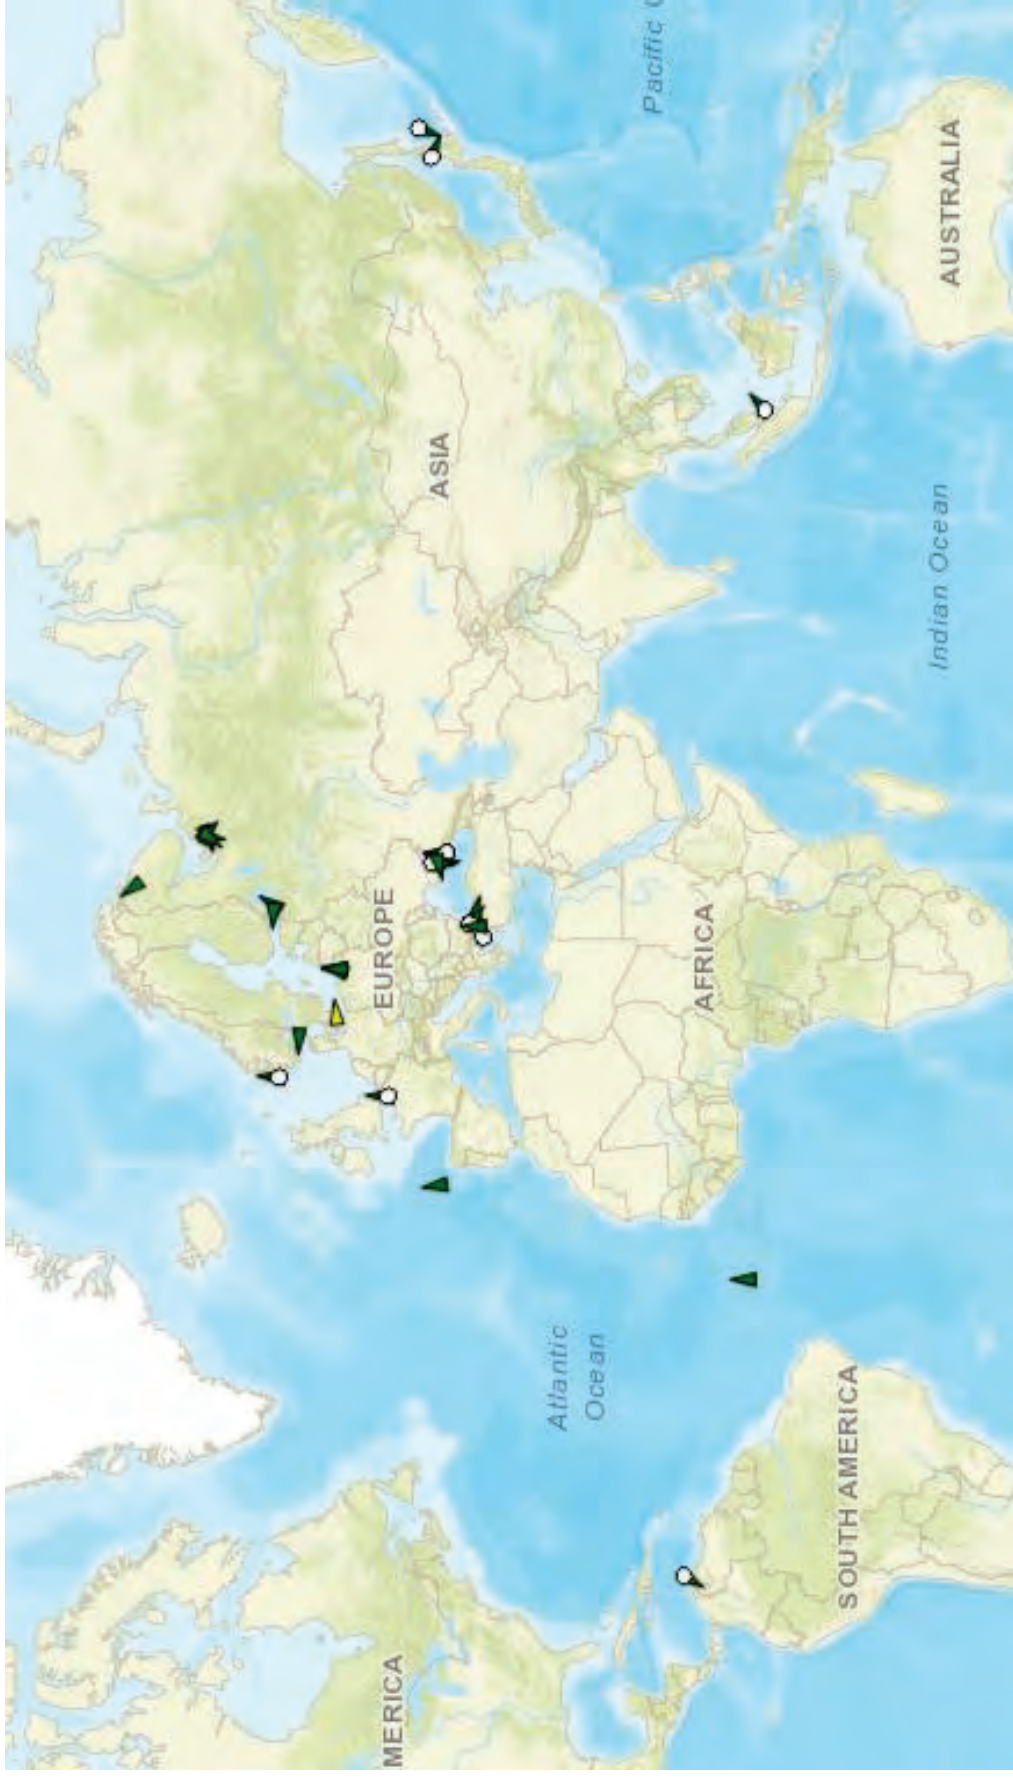 MERICA
Atlantic
Ocean
SOUTH AMERICA
EUROPE
AFRICA
ASIA
Indian Ocean
AUSTRALIA
Pacific